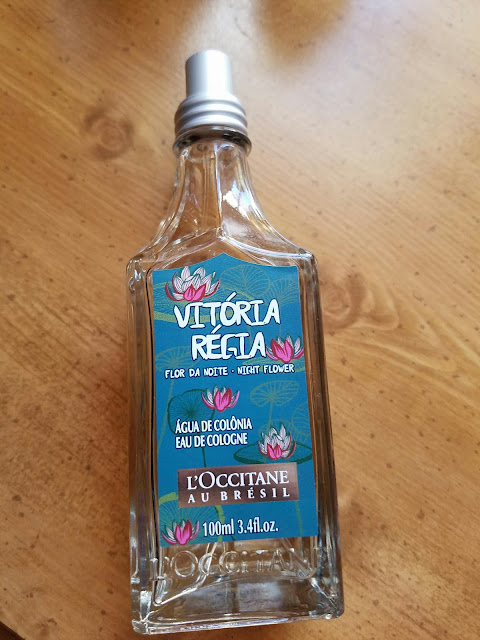 VITÓRIA
RÉGIA
FLOR DA NOITE · NIGHT FLOWER
ÁGUA DE COLÔNIA
EAU DE COLOGNE
L'OCCITANE
AU BRÉSIL
100ml 3.4fl.oz.
L'OCCITANE